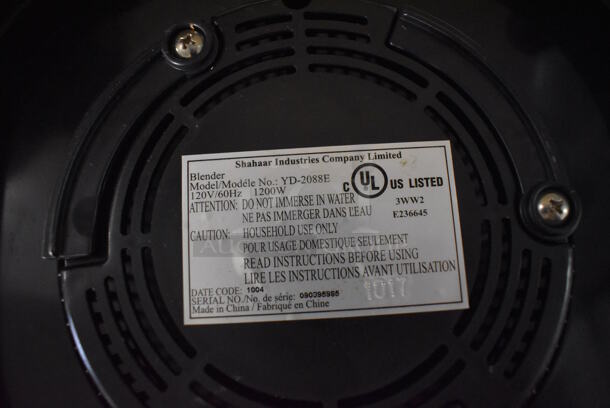 Shahaar Industries Company Limited
Blender
Model/Modéle No.: YD-2088E
120V/60Hz 1200W
C UL US LISTED
3WW2
E236645
ATTENTION: DO NOT IMMERSE IN WATER
NE PAS IMMERGER DANS L'EAU
CAUTION: HOUSEHOLD USE ONLY
POUR USAGE DOMESTIQUE SEULEMENT
READ INSTRUCTIONS BEFORE USING
LIRE LES INSTRUCTIONS AVANT UTILISATION
DATE CODE: 1004
SERIAL NO./No. de série: 090395985
Made in China / Fabriqué en Chine
1017